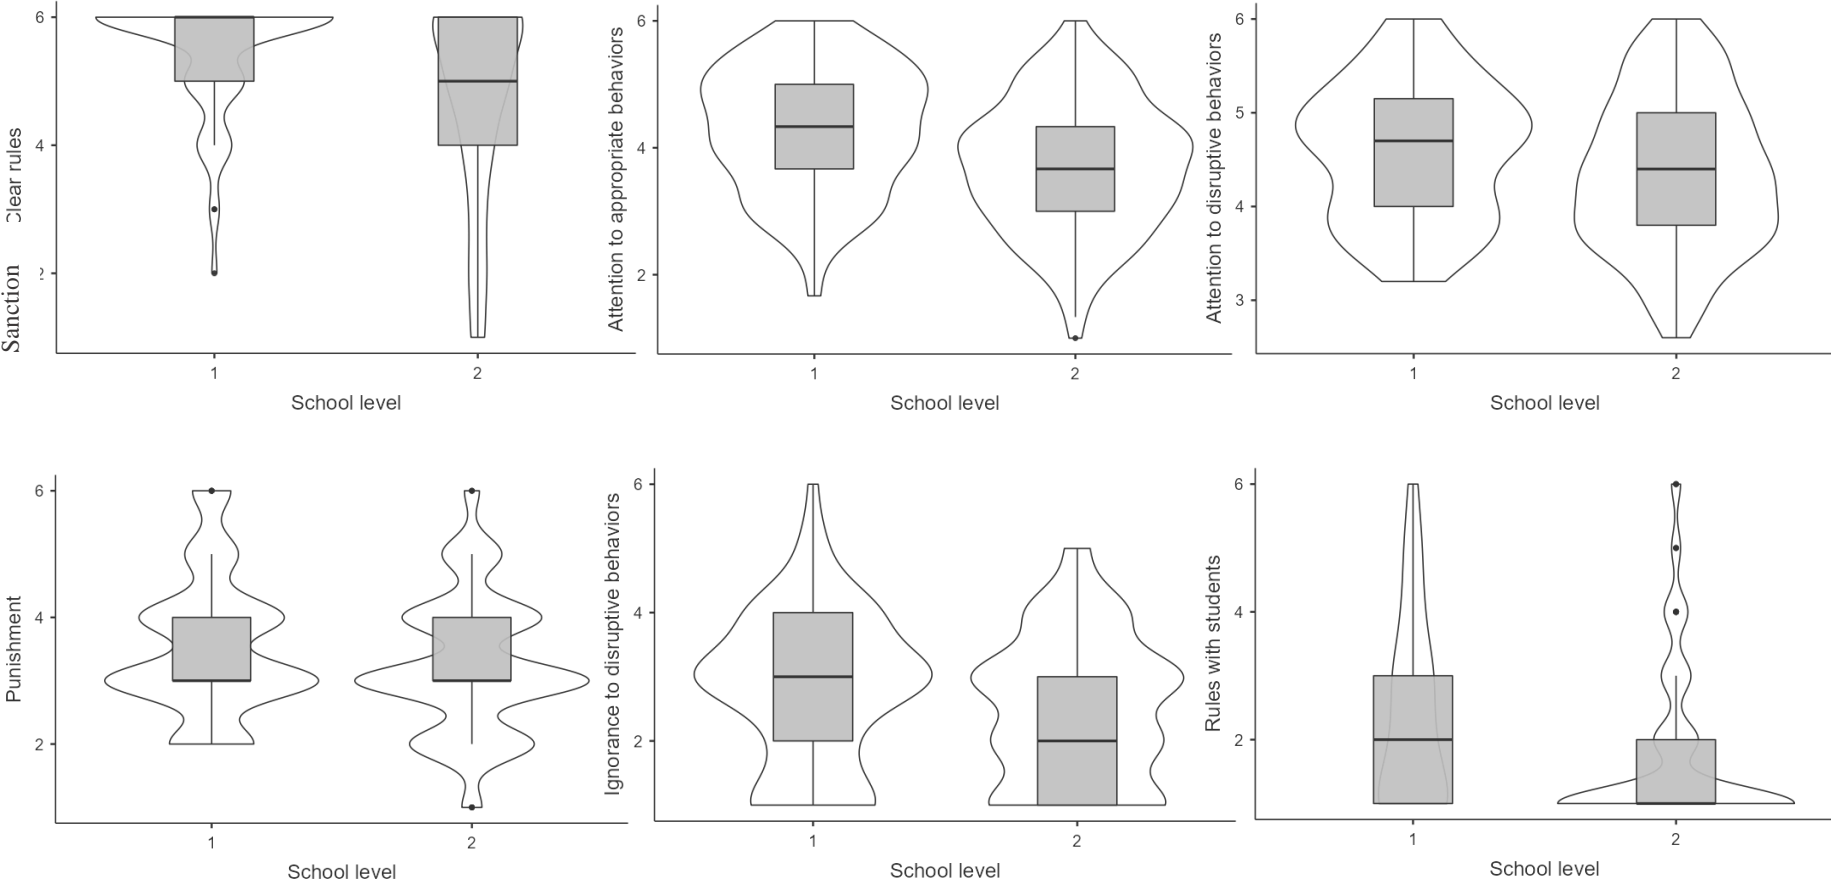 Sanction
Clear rules
6
4
2
1
2
School level
Attention to appropriate behaviors
6
4
2
1
2
School level
Attention to disruptive behaviors
6
5
4
3
1
2
School level
Punishment
6
4
2
1
2
School level
Ignorance to disruptive behaviors
6
4
2
1
2
School level
Rules with students
6
4
2
1
2
School level